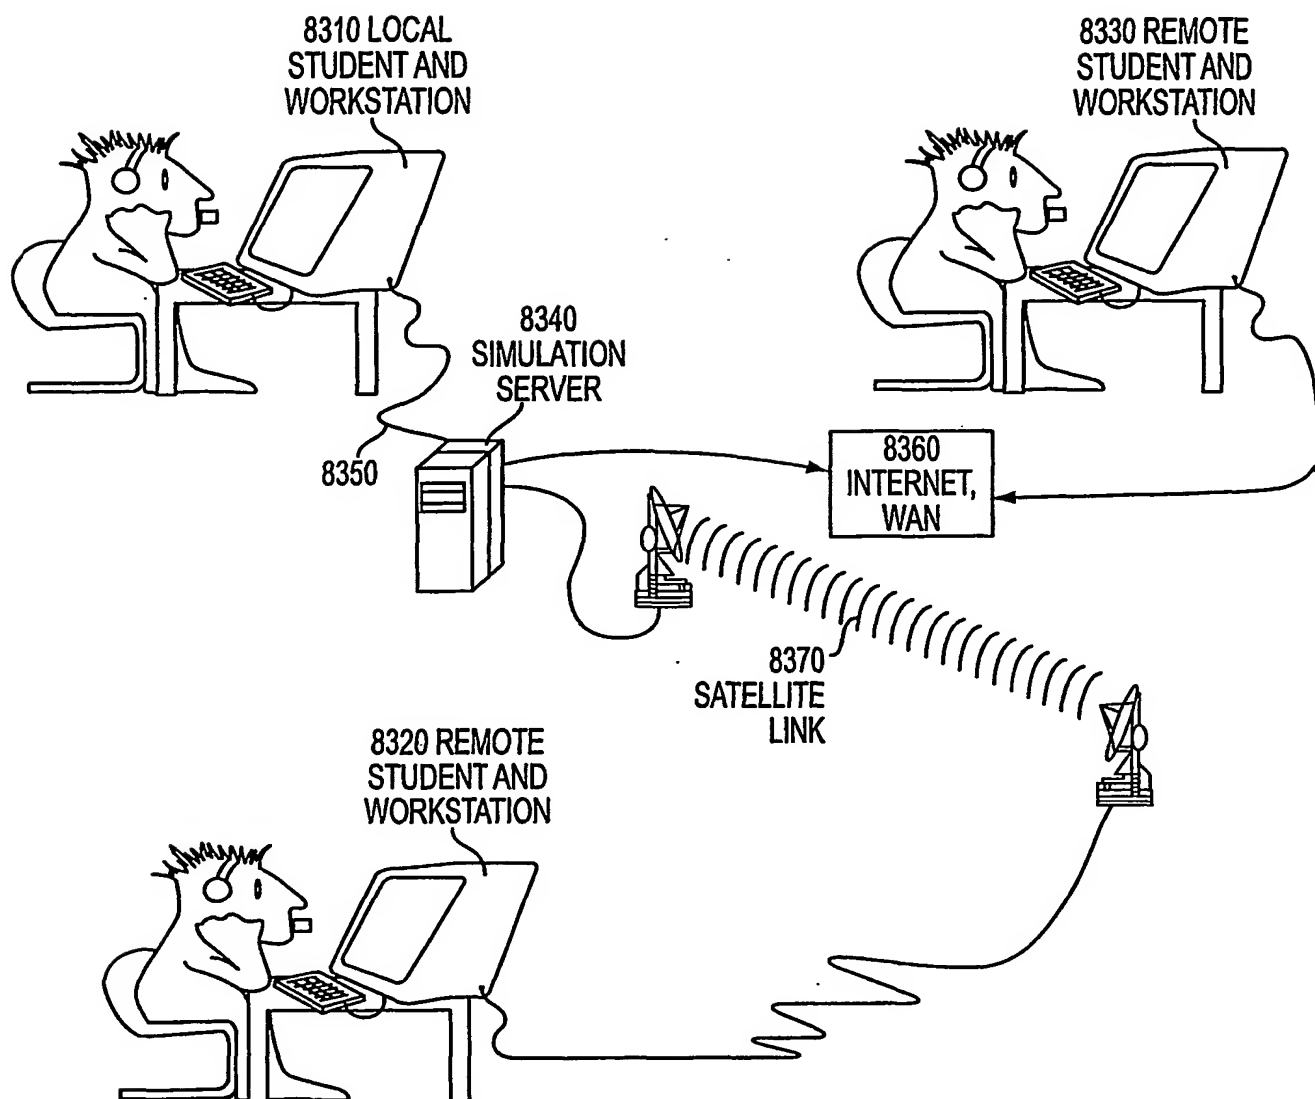 8310 LOCAL
STUDENT AND
WORKSTATION
8330 REMOTE
STUDENT AND
WORKSTATION
8340
SIMULATION
SERVER
8350
8360
INTERNET,
WAN
8370
SATELLITE
LINK
8320 REMOTE
STUDENT AND
WORKSTATION